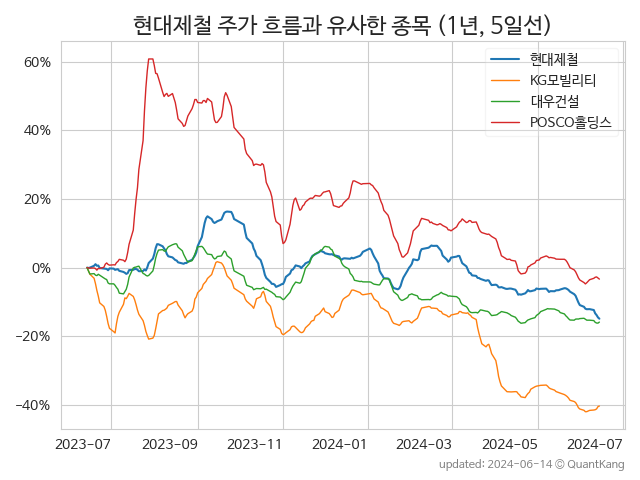 현대제철 주가 흐름과 유사한 종목 (1년, 5일선)
현대제철
KG모빌리티
대우건설
POSCO홀딩스
60%
40%
20%
0%
−20%
−40%
2023-07
2023-09
2023-11
2024-01
2024-03
2024-05
2024-07
updated: 2024-06-14 © QuantKang